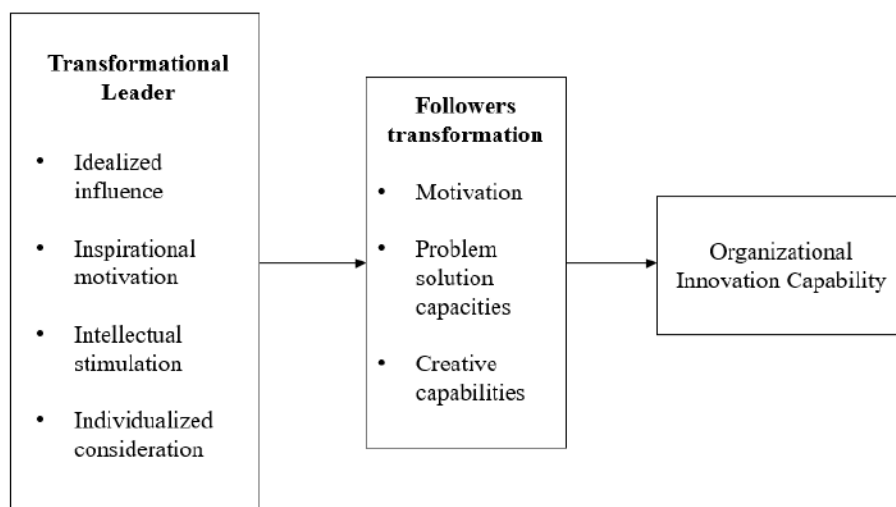 Transformational
Leader
• Idealized
influence
• Inspirational
motivation
• Intellectual
stimulation
• Individualized
consideration
Followers
transformation
• Motivation
• Problem
solution
capacities
• Creative
capabilities
Organizational
Innovation Capability